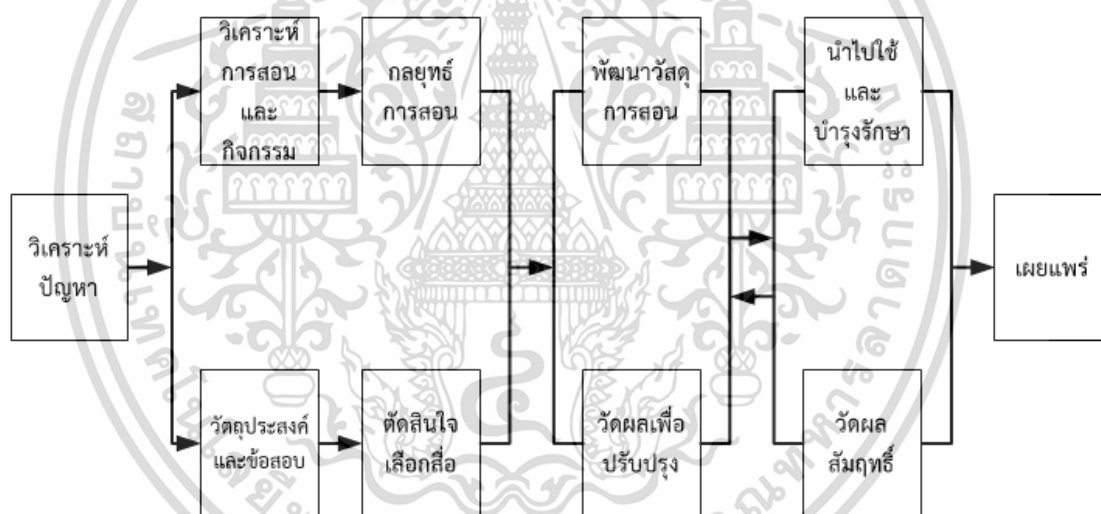 วิเคราะห์
ปัญหา
วิเคราะห์
การสอน
และ
กิจกรรม
กลยุทธ์
การสอน
วัตถุประสงค์
และข้อสอบ
ตัดสินใจ
เลือกสื่อ
พัฒนาวัสดุ
การสอน
วัดผลเพื่อ
ปรับปรุง
นำไปใช้
และ
บำรุงรักษา
วัดผล
สัมฤทธิ์
เผยแพร่